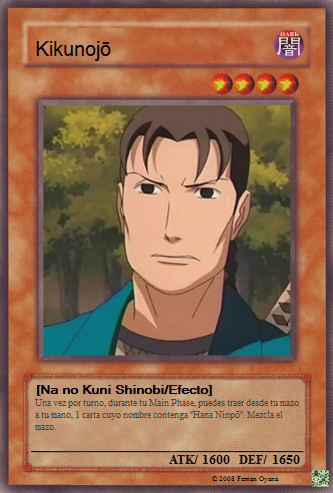 Kikunojō
DARK
闇
[Na no Kuni Shinobi/Efecto]
Una vez por turno, durante tu Main Phase, puedes traer desde tu mazo
a tu mano, 1 carta cuyo nombre contenga "Hana Ninpō". Mezcla el
mazo.
ATK/ 1600 DEF/ 1650
©2008 Fernan Oyana